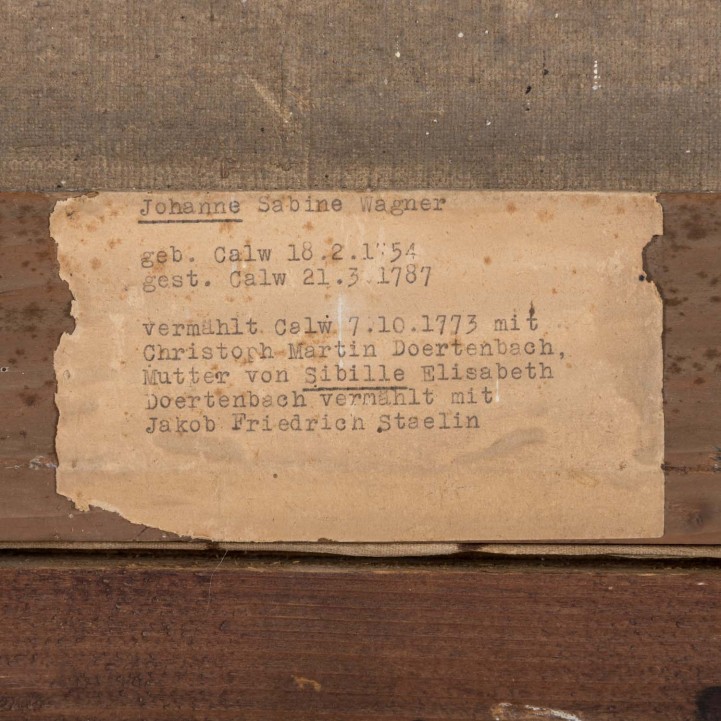 Johanne Sabine Wagner
geb. Calw 18.2.1754
gest. Calw 21.3.1787
vermählt Calw 7.10.1773 mit
Christoph Martin Doertenbach,
Mutter von Sibille Elisabeth
Doertenbach vermählt mit
Jakob Friedrich Staelin